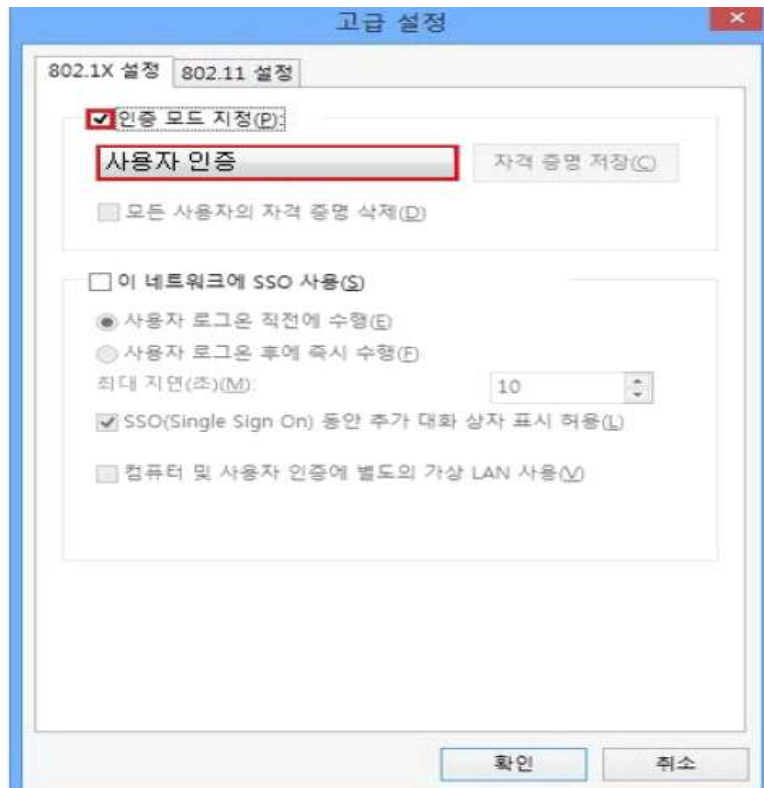 고급 설정
802.1X 설정 802.11 설정
인증 모드 지정(P):
사용자 인증 자격 증명 저장(C)
모든 사용자의 자격 증명 삭제(D)
이 네트워크에 SSO 사용(S)
사용자 로그온 직전에 수행(E)
사용자 로그온 후에 즉시 수행(F)
최대 지연(초)(M): 10
SSO(Single Sign On) 동안 추가 대화 상자 표시 허용(L)
컴퓨터 및 사용자 인증에 별도의 가상 LAN 사용(V)
확인 취소